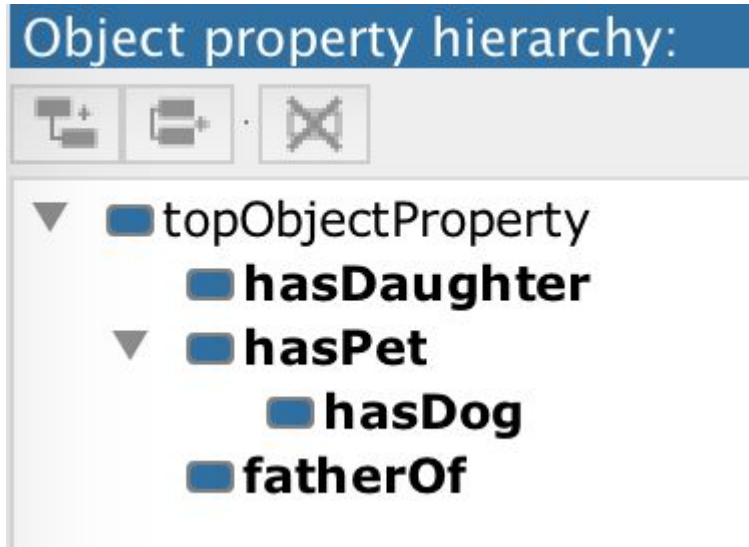 Object property hierarchy:
topObjectProperty
hasDaughter
hasPet
hasDog
fatherOf